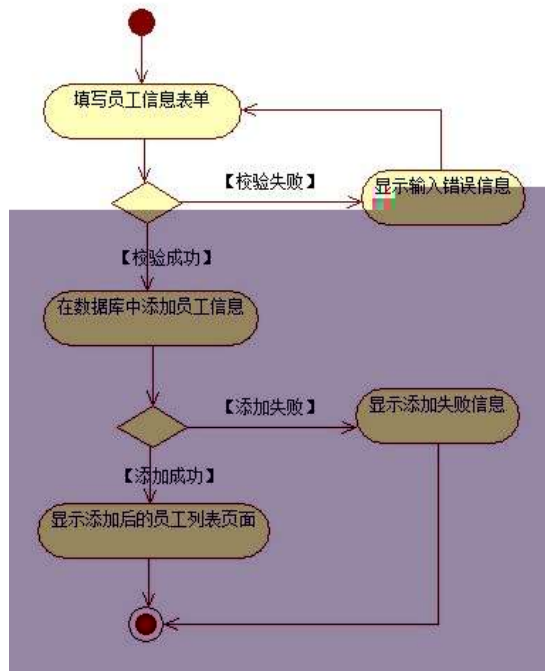 填写员工信息表单
【校验失败】
显示输入错误信息
【校验成功】
在数据库中添加员工信息
【添加失败】
显示添加失败信息
【添加成功】
显示添加后的员工列表页面